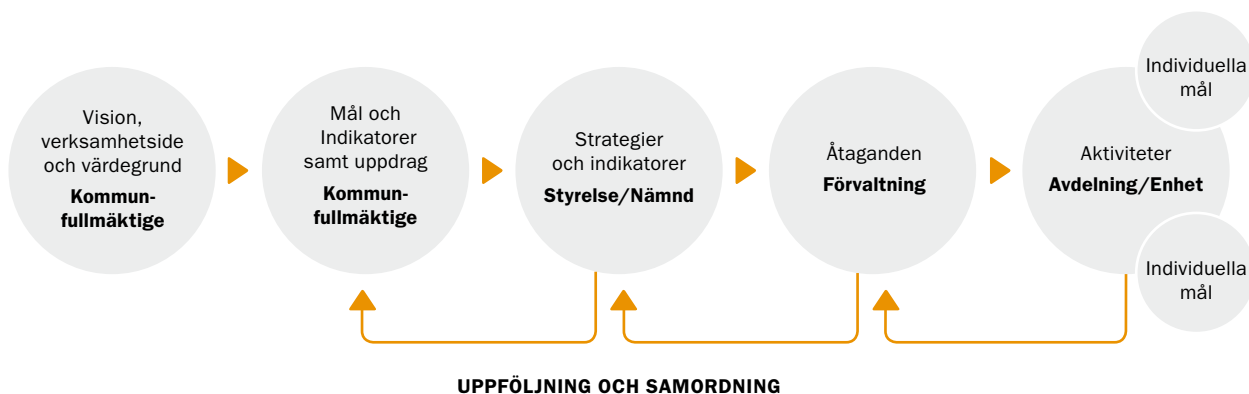 Vision,
verksamhetside
och värdegrund
Kommun-
fullmäktige
Mål och
Indikatorer
samt uppdrag
Kommun-
fullmäktige
Strategier
och indikatorer
Styrelse/Nämnd
Åtaganden
Förvaltning
Aktiviteter
Avdelning/Enhet
Individuella
mål
Individuella
mål
UPPFÖLJNING OCH SAMORDNING